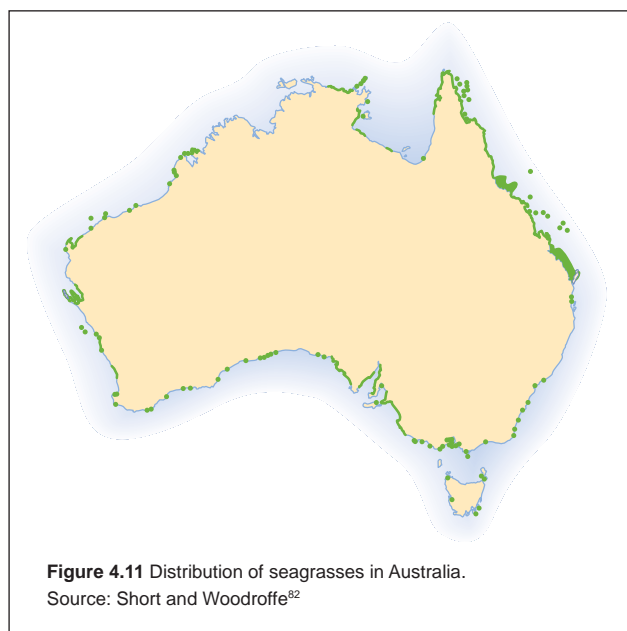 Figure 4.11 Distribution of seagrasses in Australia.
Source: Short and Woodroffe82